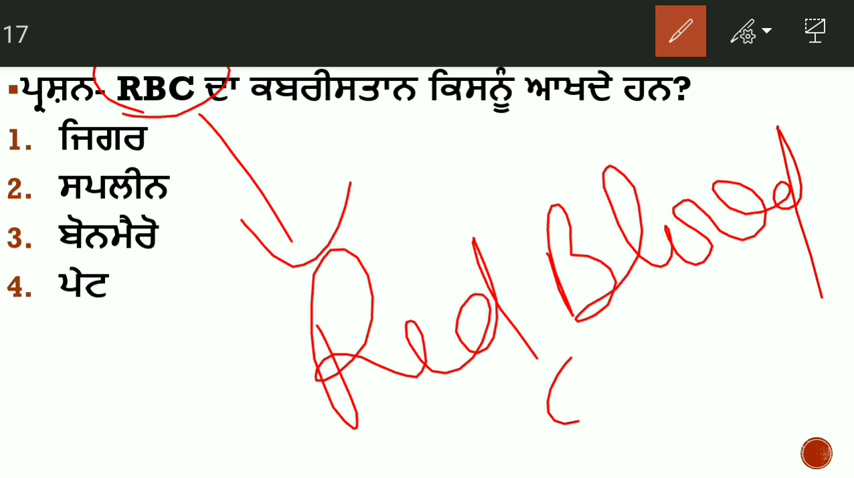 17
▪ਪ੍ਰਸ਼ਨ- RBC ਦਾ ਕਬਰੀਸਤਾਨ ਕਿਸਨੂੰ ਆਖਦੇ ਹਨ?
1. ਜਿਗਰ
2. ਸਪਲੀਨ
3. ਬੋਨਮੈਰੋ
4. ਪੇਟ
Red Blood
C